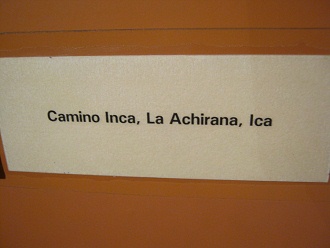 Camino Inca, La Achirana, Ica